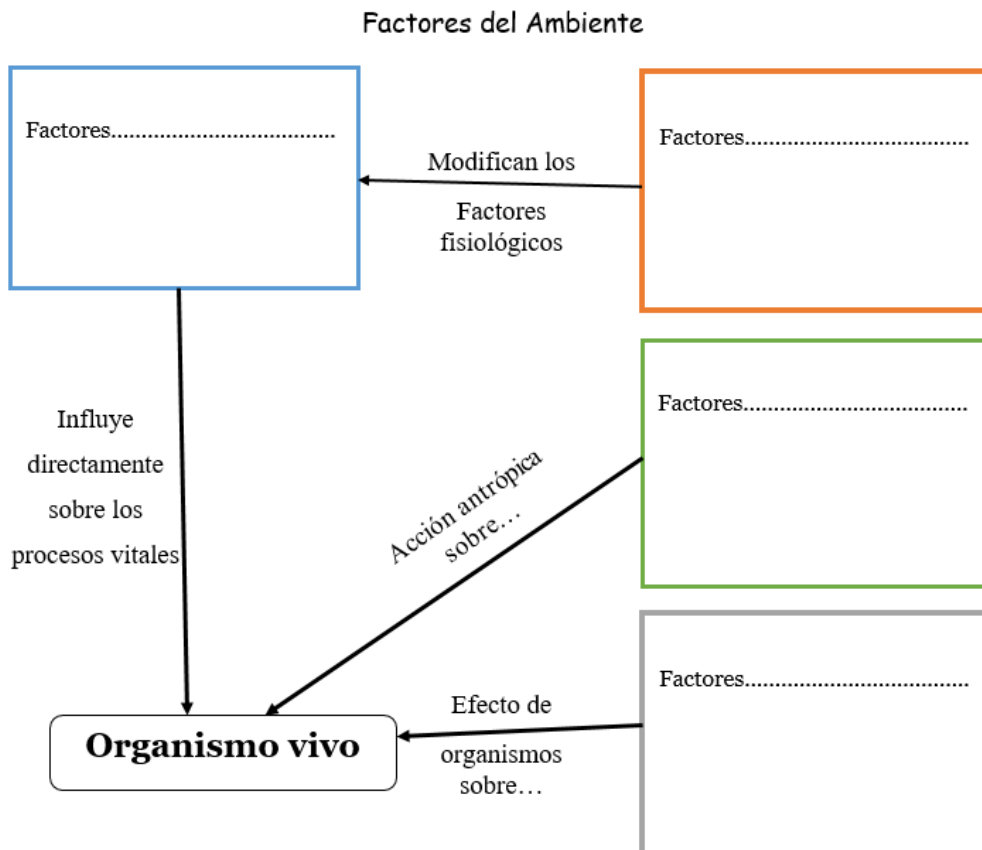 Factores del Ambiente
Factores.....................................
Factores.....................................
Modifican los
Factores
fisiológicos
Factores.....................................
Influye
directamente
sobre los
procesos vitales
Acción antrópica
sobre…
Factores.....................................
Efecto de
organismos
sobre…
Organismo vivo